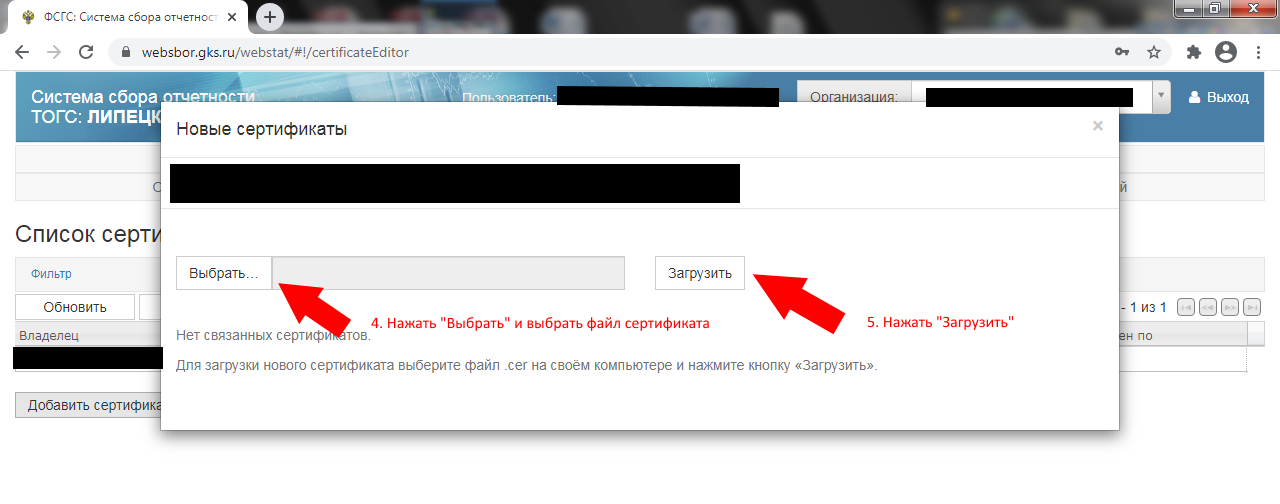 ФСГС: Система сбора отчетност
websbor.gks.ru/webstat/#!/certificateEditor
Система сбора отчетности
ТОГС: ЛИПЕЦК
Пользователь:
Организация:
Выход
Новые сертификаты
×
С
й
Список серти
Фильтр
Выбрать...
Загрузить
Обновить
- 1 из 1
4. Нажать "Выбрать" и выбрать файл сертификата
5. Нажать "Загрузить"
Владелец
Нет связанных сертификатов.
ен по
Для загрузки нового сертификата выберите файл .cer на своём компьютере и нажмите кнопку «Загрузить».
Добавить сертифика